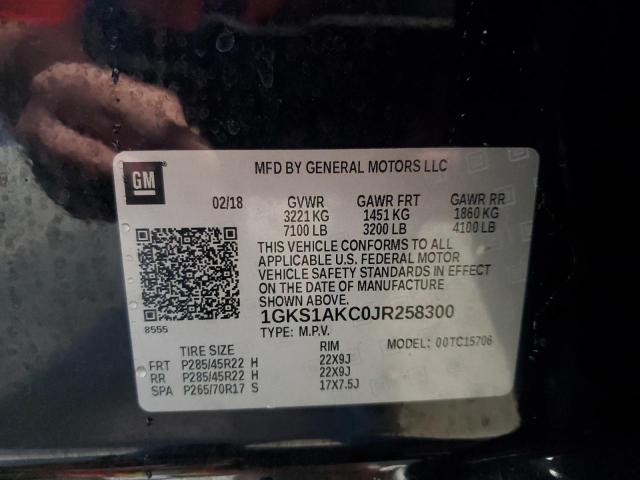 GM
MFD BY GENERAL MOTORS LLC
02/18 GVWR GAWR FRT GAWR RR
3221 KG 1451 KG 1860 KG
7100 LB 3200 LB 4100 LB
THIS VEHICLE CONFORMS TO ALL
APPLICABLE U.S. FEDERAL MOTOR
VEHICLE SAFETY STANDARDS IN EFFECT
ON THE DATE OF MANUFACTURE
SHOWN ABOVE.
1GKS1AKC0JR258300
8555
TYPE: M.P.V. MODEL: 00TC15706
TIRE SIZE RIM
FRT P285/45R22 H 22X9J
RR P285/45R22 H 22X9J
SPA P265/70R17 S 17X7.5J